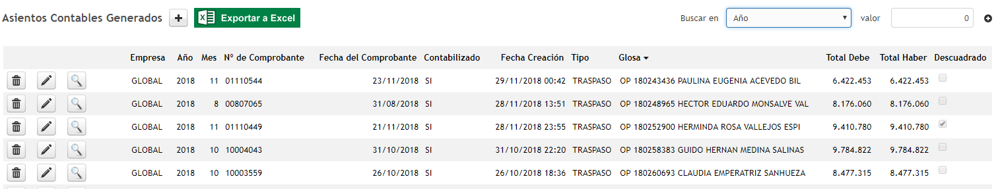 Asientos Contables Generados + Exportar a Excel Buscar en Año valor 0
Empresa Año Mes Nº de Comprobante Fecha del Comprobante Contabilizado Fecha Creación Tipo Glosa Total Debe Total Haber Descuadrado
GLOBAL 2018 11 01110544 23/11/2018 SI 29/11/2018 00:42 TRASPASO OP 180243436 PAULINA EUGENIA ACEVEDO BIL 6.422.453 6.422.453
GLOBAL 2018 8 00807065 31/08/2018 SI 28/11/2018 13:51 TRASPASO OP 180248965 HECTOR EDUARDO MONSALVE VAL 8.176.060 8.176.060
GLOBAL 2018 11 01110449 21/11/2018 SI 28/11/2018 23:55 TRASPASO OP 180252900 HERMINDA ROSA VALLEJOS ESPI 9.410.780 9.410.780
GLOBAL 2018 10 10004043 31/10/2018 SI 31/10/2018 22:20 TRASPASO OP 180258383 GUIDO HERNAN MEDINA SALINAS 9.784.822 9.784.822
GLOBAL 2018 10 10003559 26/10/2018 SI 26/10/2018 18:36 TRASPASO OP 180260693 CLAUDIA EMPERATRIZ SANHUEZA 8.477.315 8.477.315